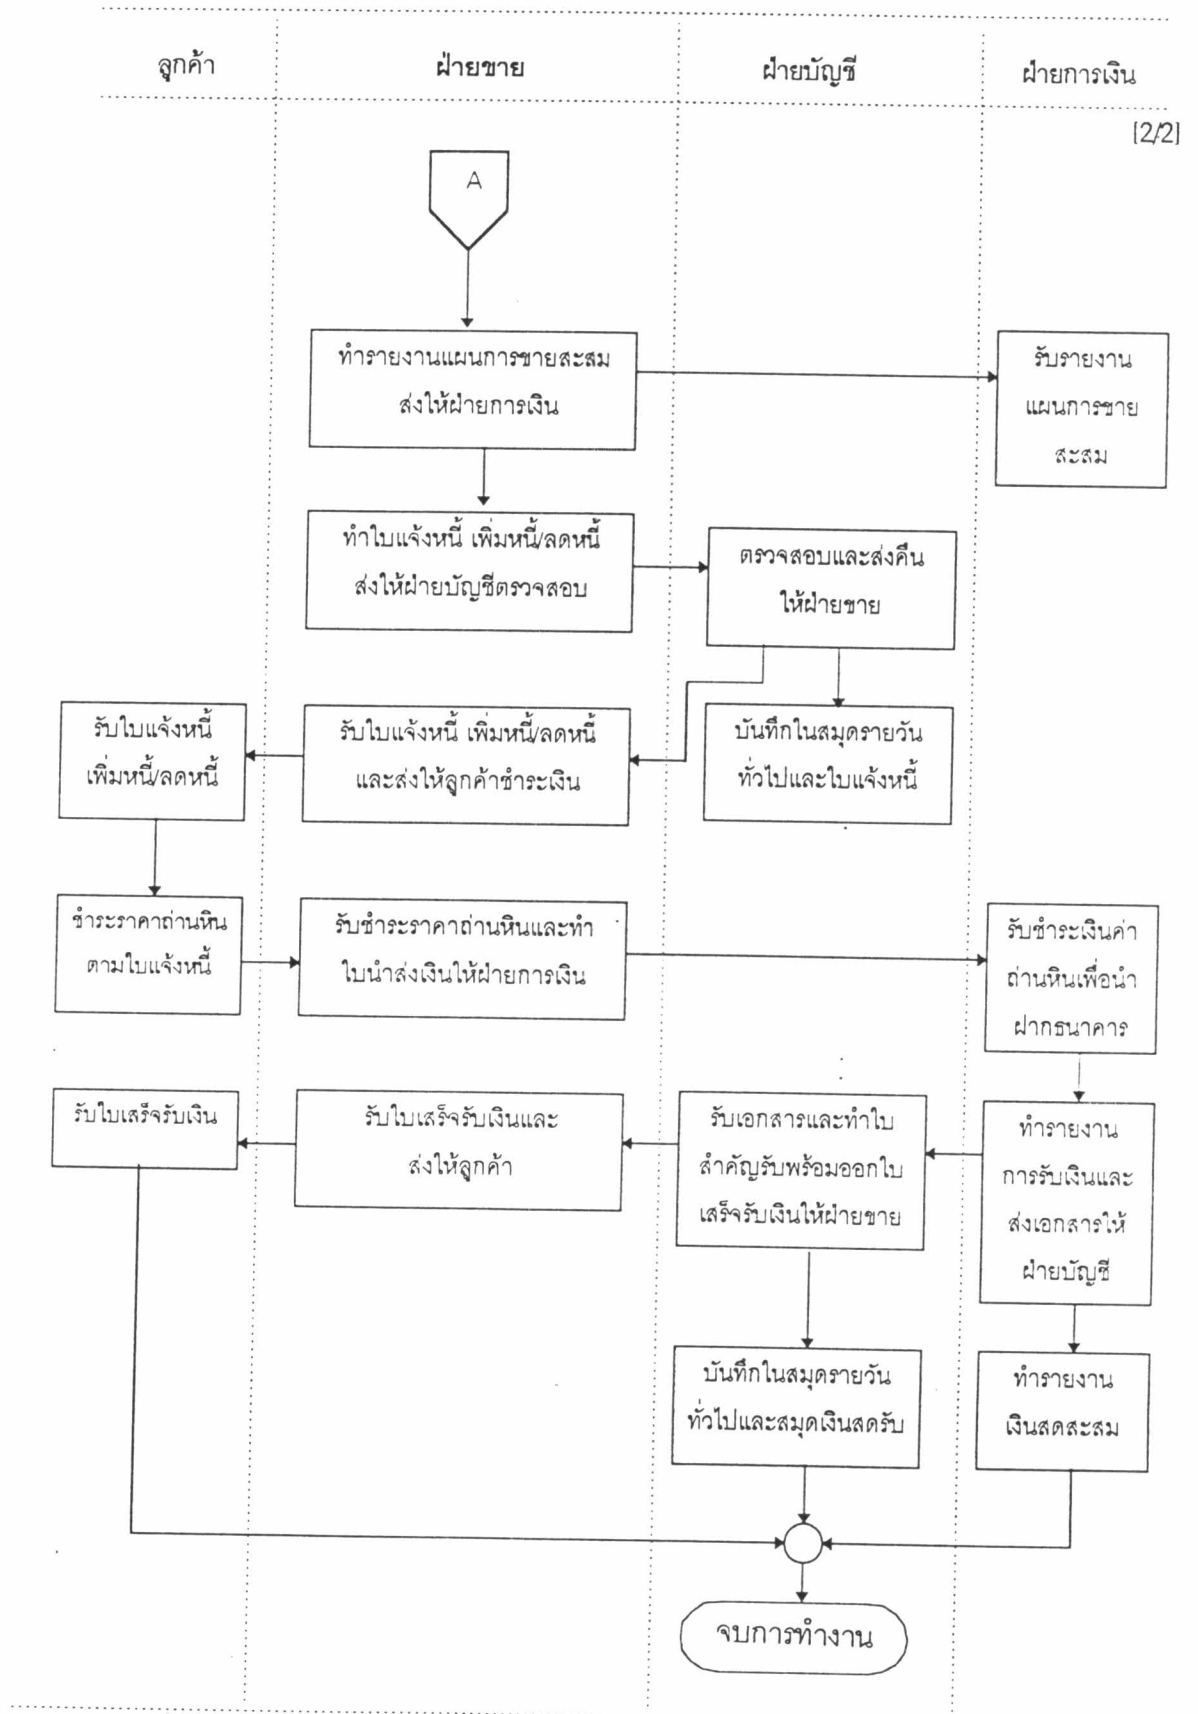 ลูกค้า
ฝ่ายขาย
ฝ่ายบัญชี
ฝ่ายการเงิน
[2/2]
A
ทำรายงานแผนการขายสะสม
ส่งให้ฝ่ายการเงิน
รับรายงาน
แผนการขาย
สะสม
ทำใบแจ้งหนี้ เพิ่มหนี้/ลดหนี้
ส่งให้ฝ่ายบัญชีตรวจสอบ
ตรวจสอบและส่งคืน
ให้ฝ่ายขาย
รับใบแจ้งหนี้
เพิ่มหนี้/ลดหนี้
รับใบแจ้งหนี้ เพิ่มหนี้/ลดหนี้
และส่งให้ลูกค้าชำระเงิน
บันทึกในสมุดรายวัน
ทั่วไปและใบแจ้งหนี้
ชำระราคาถ่านหิน
ตามใบแจ้งหนี้
รับชำระราคาถ่านหินและทำ
ใบนำส่งเงินให้ฝ่ายการเงิน
รับชำระเงินค่า
ถ่านหินเพื่อนำ
ฝากธนาคาร
รับใบเสร็จรับเงิน
รับใบเสร็จรับเงินและ
ส่งให้ลูกค้า
รับเอกสารและทำใบ
สำคัญรับพร้อมออกใบ
เสร็จรับเงินให้ฝ่ายขาย
ทำรายงาน
การรับเงินและ
ส่งเอกสารให้
ฝ่ายบัญชี
บันทึกในสมุดรายวัน
ทั่วไปและสมุดเงินสดรับ
ทำรายงาน
เงินสดสะสม
จบการทำงาน